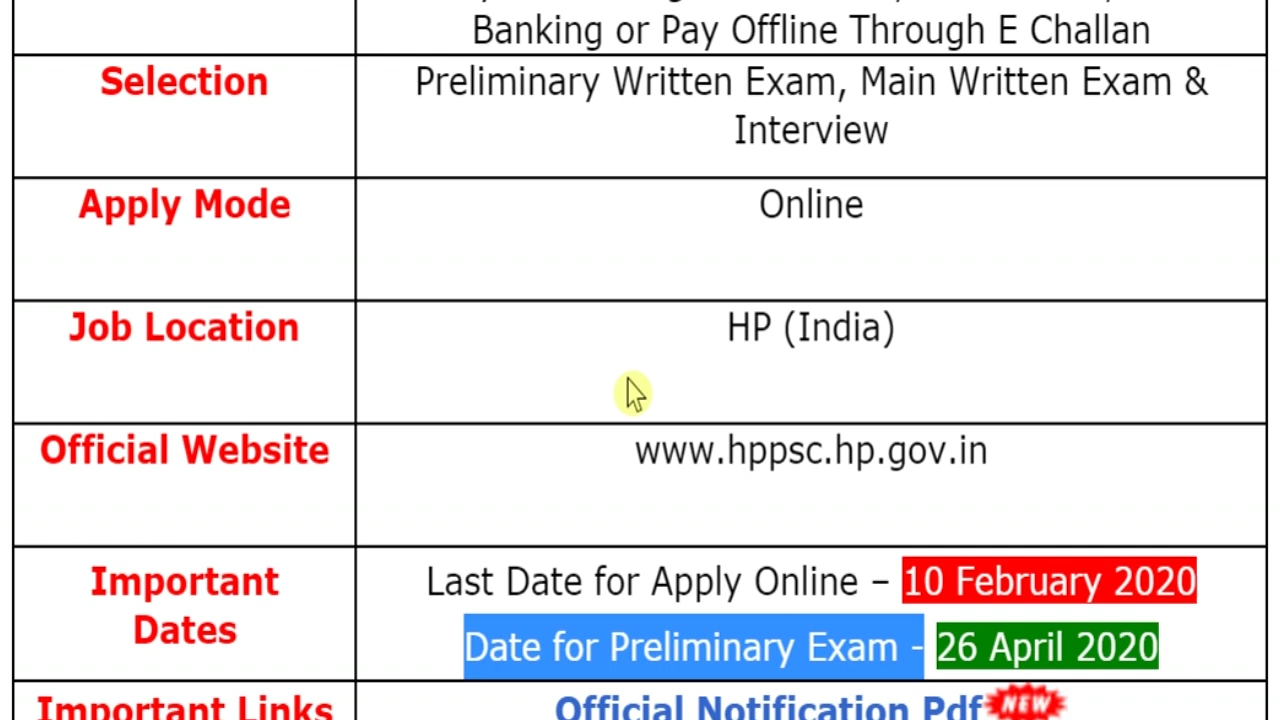 Banking or Pay Offline Through E Challan
Selection
Preliminary Written Exam, Main Written Exam &
Interview
Apply Mode
Online
Job Location
HP (India)
Official Website
www.hppsc.hp.gov.in
Important
Dates
Last Date for Apply Online – 10 February 2020
Date for Preliminary Exam - 26 April 2020
Important Links
Official Notification Pdf NEW